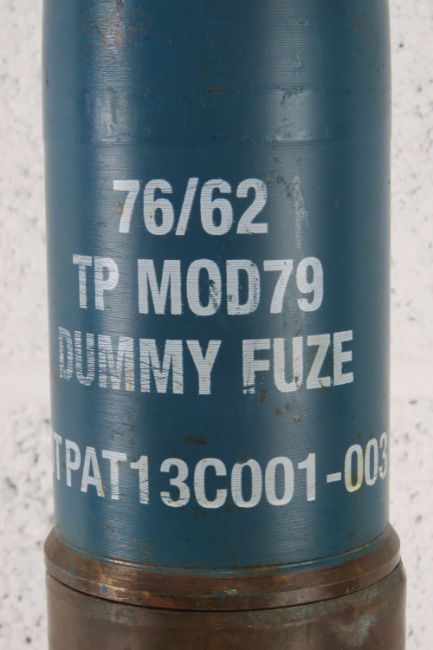 76/62
TP MOD79
DUMMY FUZE
TPAT13C001-003